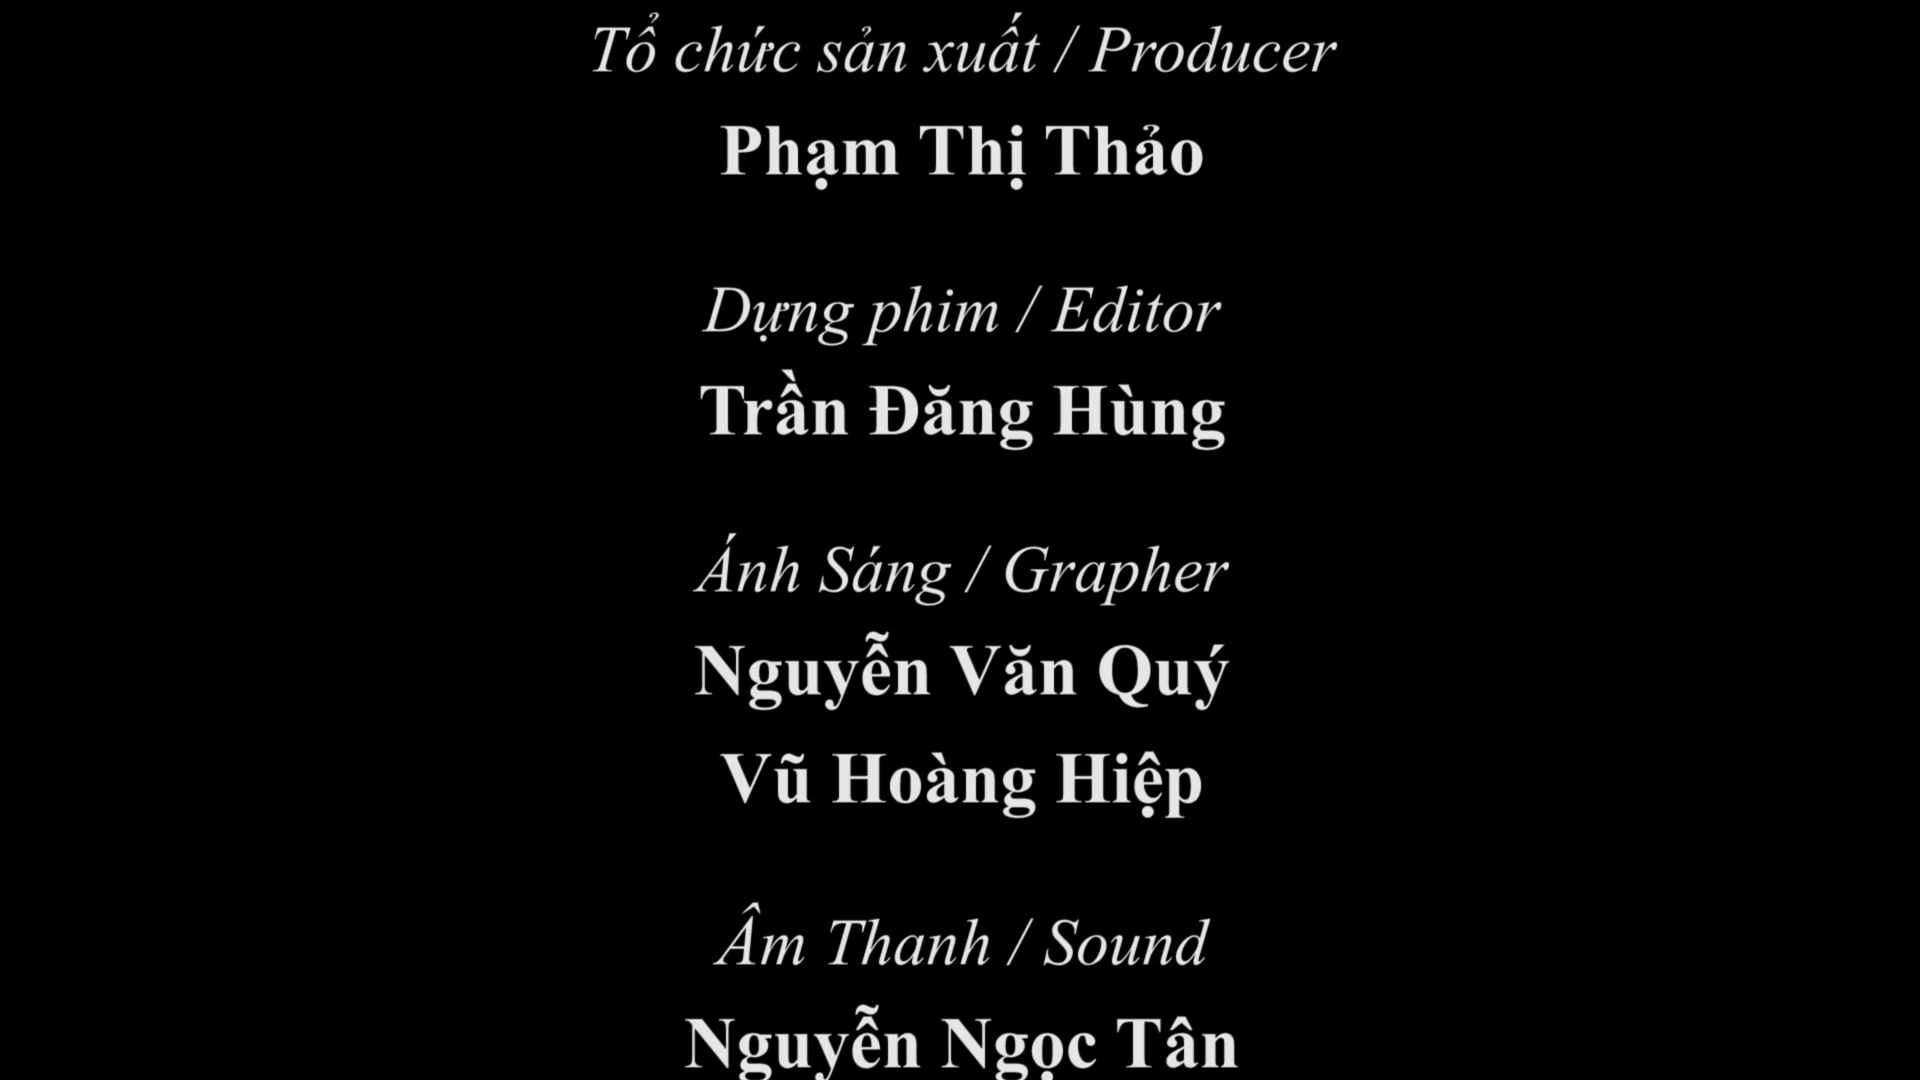 Tổ chức sản xuất / Producer
Phạm Thị Thảo
Dựng phim / Editor
Trần Đăng Hùng
Ánh Sáng / Grapher
Nguyễn Văn Quý
Vũ Hoàng Hiệp
Âm Thanh / Sound
Nguyễn Ngọc Tân